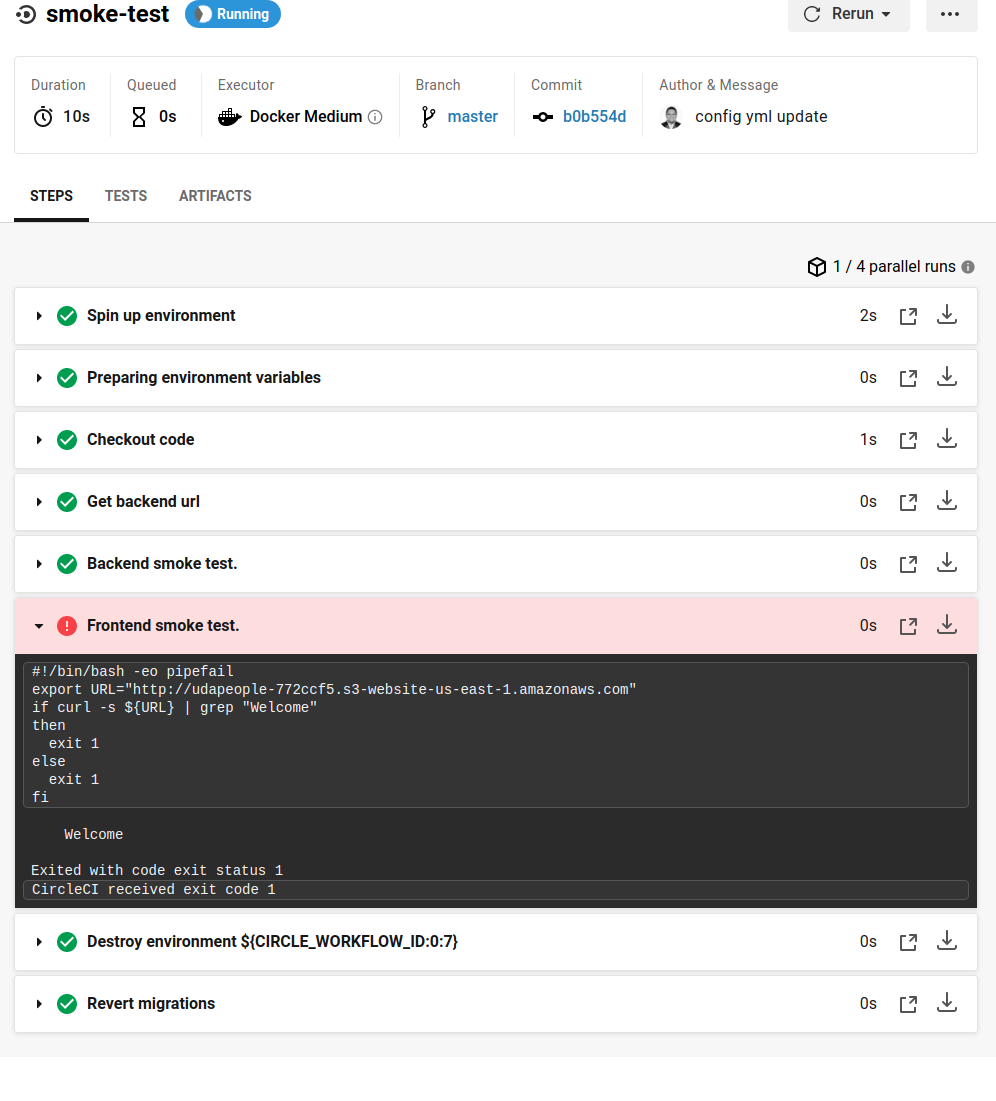 smoke-test Running Rerun
Duration Queued Executor Branch Commit Author & Message
10s 0s Docker Medium master b0b554d config yml update
STEPS TESTS ARTIFACTS
1 / 4 parallel runs
Spin up environment 2s
Preparing environment variables 0s
Checkout code 1s
Get backend url 0s
Backend smoke test. 0s
Frontend smoke test. 0s
#!/bin/bash -eo pipefail
export URL="http://udapeople-772ccf5.s3-website-us-east-1.amazonaws.com"
if curl -s ${URL} | grep "Welcome"
then
  exit 1
else
  exit 1
fi
Welcome
Exited with code exit status 1
CircleCI received exit code 1
Destroy environment ${CIRCLE_WORKFLOW_ID:0:7} 0s
Revert migrations 0s